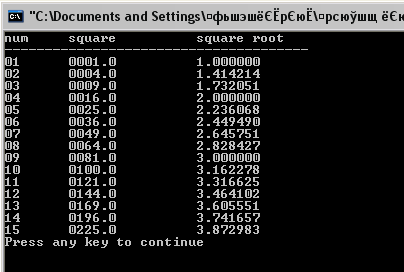 "C:\Documents and Settings\¤фьшэшёЄЁрЄюЁ\¤рсюўшщ ёЄю
num square square root
01 0001.0 1.000000
02 0004.0 1.414214
03 0009.0 1.732051
04 0016.0 2.000000
05 0025.0 2.236068
06 0036.0 2.449490
07 0049.0 2.645751
08 0064.0 2.828427
09 0081.0 3.000000
10 0100.0 3.162278
11 0121.0 3.316625
12 0144.0 3.464102
13 0169.0 3.605551
14 0196.0 3.741657
15 0225.0 3.872983
Press any key to continue